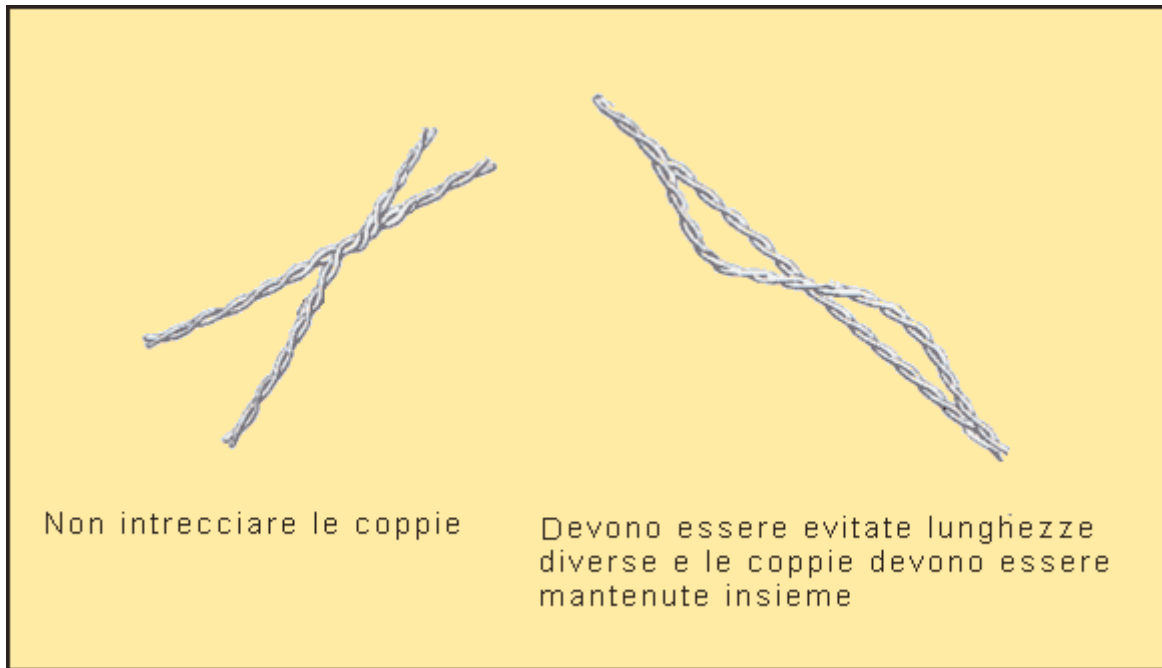 Non intrecciare le coppie
Devono essere evitate lunghezze
diverse e le coppie devono essere
mantenute insieme